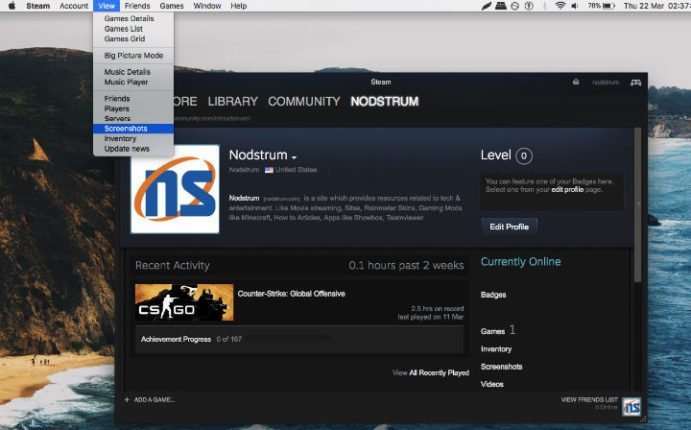 Steam Account View Friends Games Window Help 78% Thu 22 Mar 02:37:
Games Details
Games List
Games Grid
Big Picture Mode
Music Details
Music Player
Friends
Players
Servers
Screenshots
Inventory
Update news
Steam
nodstrum
ORE LIBRARY COMMUNITY NODSTRUM
community.com/id/nodstrum/
ns
Nodstrum
Nodstrum United States
Nodstrum (nodstrum.com) is a site which provides resources related to tech &
entertainment. Like Movie streaming, Sites, Rainmeter Skins, Gaming Mods
like Minecraft, How to Articles, Apps like Showbox, Teamviewer.
Level 0
You can feature one of your Badges here.
Select one from your edit profile page.
Edit Profile
Recent Activity 0.1 hours past 2 weeks
CS GO
Counter-Strike: Global Offensive
2.5 hrs on record
last played on 11 Mar
Achievement Progress 0 of 167
View All Recently Played
Currently Online
Badges
Games 1
Inventory
Screenshots
Videos
+ ADD A GAME...
VIEW FRIENDS LIST
0 Online
ns